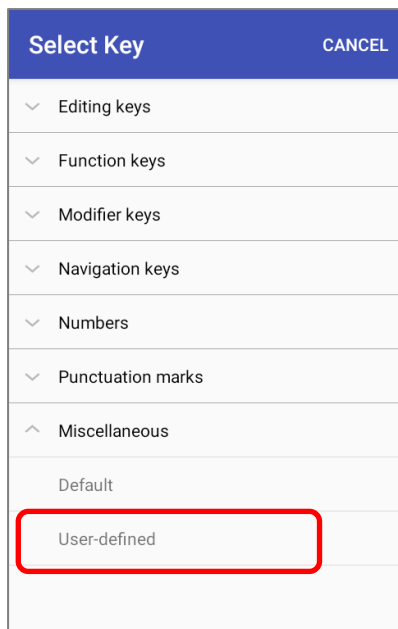 Select Key CANCEL
Editing keys
Function keys
Modifier keys
Navigation keys
Numbers
Punctuation marks
Miscellaneous
Default
User-defined